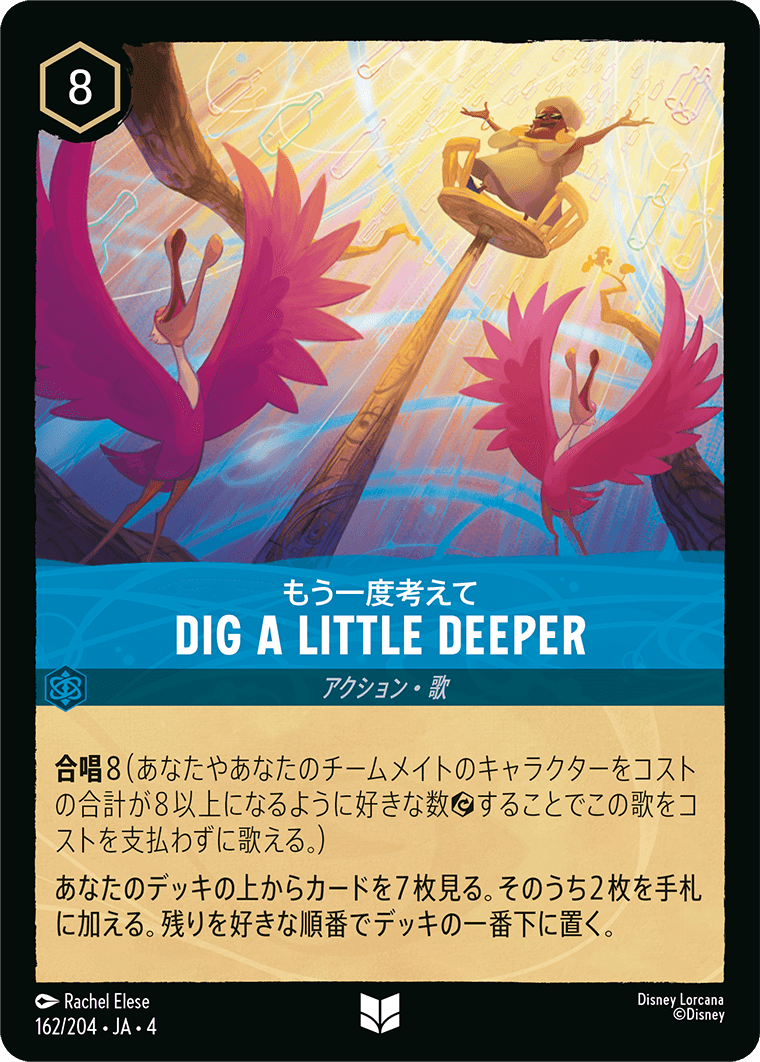 8
もう一度考えて
DIG A LITTLE DEEPER
アクション・歌
合唱8(あなたやあなたのチームメイトのキャラクターをコスト
の合計が8以上になるように好きな数することでこの歌をコ
ストを支払わずに歌える。)
あなたのデッキの上からカードを7枚見る。そのうち2枚を手札
に加える。残りを好きな順番でデッキの一番下に置く。
Rachel Elese
162/204・JA・4
Disney Lorcana
©Disney